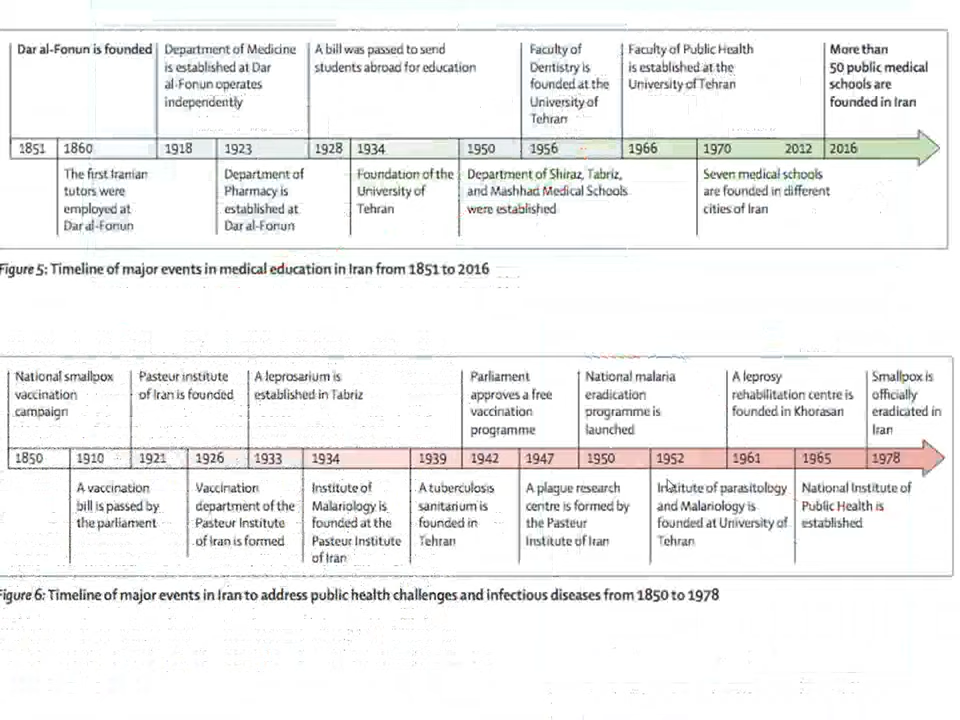 Dar al-Fonun is founded
Department of Medicine
is established at Dar
al-Fonun operates
independently
A bill was passed to send
students abroad for education
Faculty of
Dentistry is
founded at the
University of
Tehran
Faculty of Public Health
is established at the
University of Tehran
More than
50 public medical
schools are
founded in Iran
1851 1860 1918 1923 1928 1934 1950 1956 1966 1970 2012 2016
The first Iranian
tutors were
employed at
Dar al-Fonun
Department of
Pharmacy is
established at
Dar al-Fonun
Foundation of the
University of
Tehran
Department of Shiraz, Tabriz,
and Mashhad Medical Schools
were established
Seven medical schools
are founded in different
cities of Iran
Figure 5: Timeline of major events in medical education in Iran from 1851 to 2016
National smallpox
vaccination
campaign
Pasteur institute
of Iran is founded
A leprosarium is
established in Tabriz
Parliament
approves a free
vaccination
programme
National malaria
eradication
programme is
launched
A leprosy
rehabilitation centre is
founded in Khorasan
Smallpox is
officially
eradicated in
Iran
1850 1910 1921 1926 1933 1934 1939 1942 1947 1950 1952 1961 1965 1978
A vaccination
bill is passed by
the parliament
Vaccination
department of the
Pasteur Institute
of Iran is formed
Institute of
Malariology is
founded at the
Pasteur Institute
of Iran
A tuberculosis
sanitarium is
founded in
Tehran
A plague research
centre is formed by
the Pasteur
Institute of Iran
Institute of parasitology
and Malariology is
founded at University of
Tehran
National Institute of
Public Health is
established
Figure 6: Timeline of major events in Iran to address public health challenges and infectious diseases from 1850 to 1978